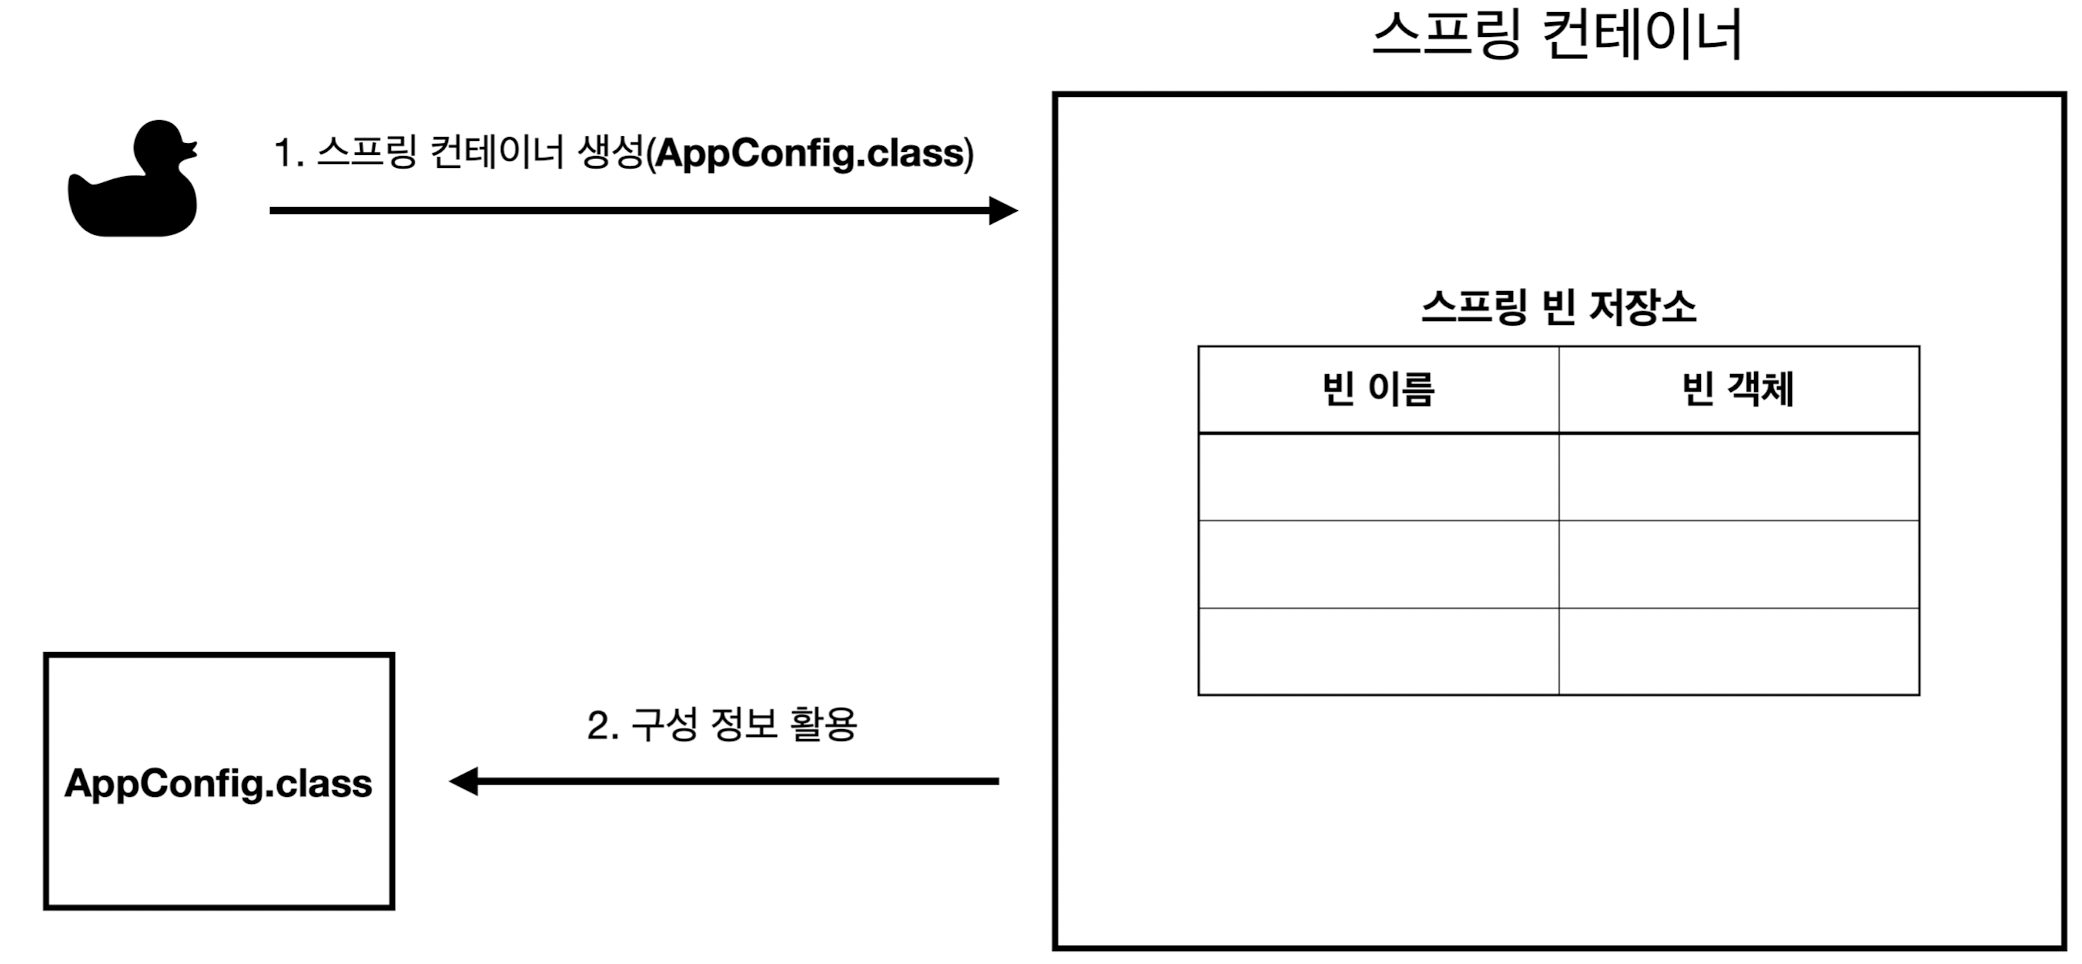 스프링 컨테이너
1. 스프링 컨테이너 생성(AppConfig.class)
스프링 빈 저장소
빈 이름 빈 객체
2. 구성 정보 활용
AppConfig.class